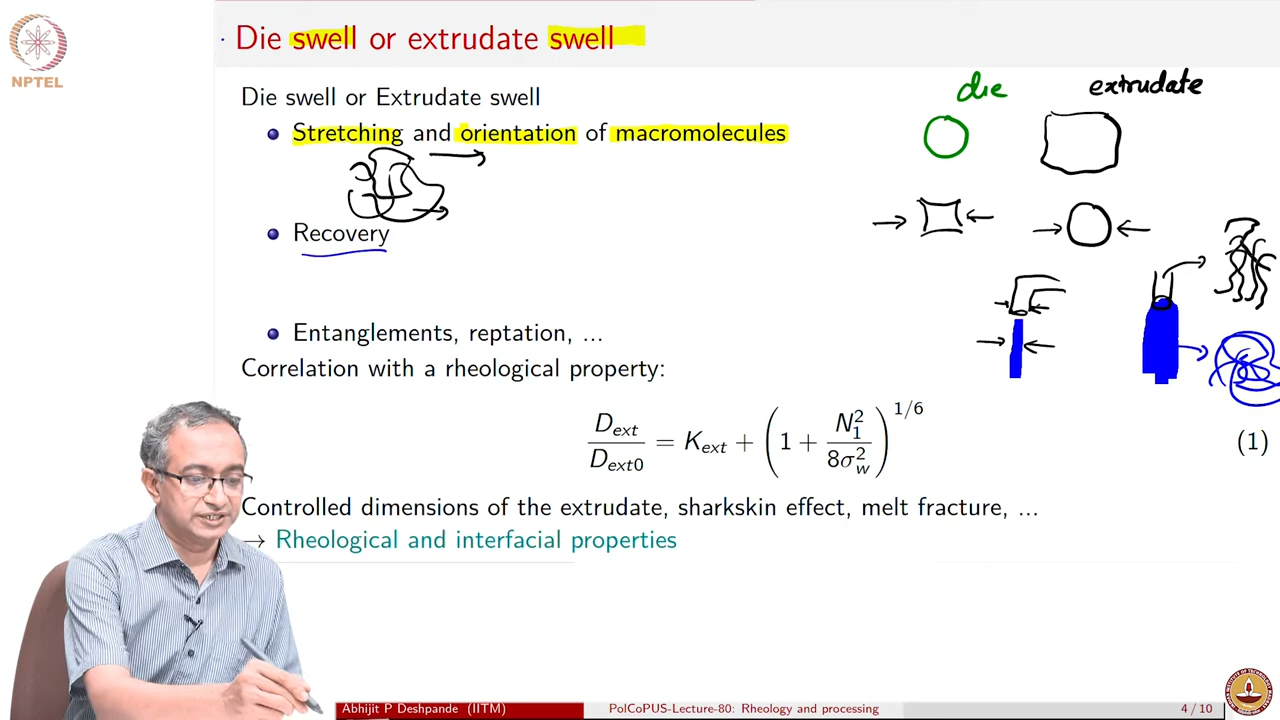 NPTEL
Die swell or extrudate swell
Die swell or Extrudate swell
Stretching and orientation of macromolecules
Recovery
Entanglements, reptation, ...
Correlation with a rheological property:
die
extrudate
D_ext / D_ext0 = K_ext + (1 + N_1^2 / 8σ_w^2)^1/6 (1)
Controlled dimensions of the extrudate, sharkskin effect, melt fracture, ...
→ Rheological and interfacial properties
Abhijit P Deshpande (IITM) PolCoPUS-Lecture-80: Rheology and processing 4 / 10